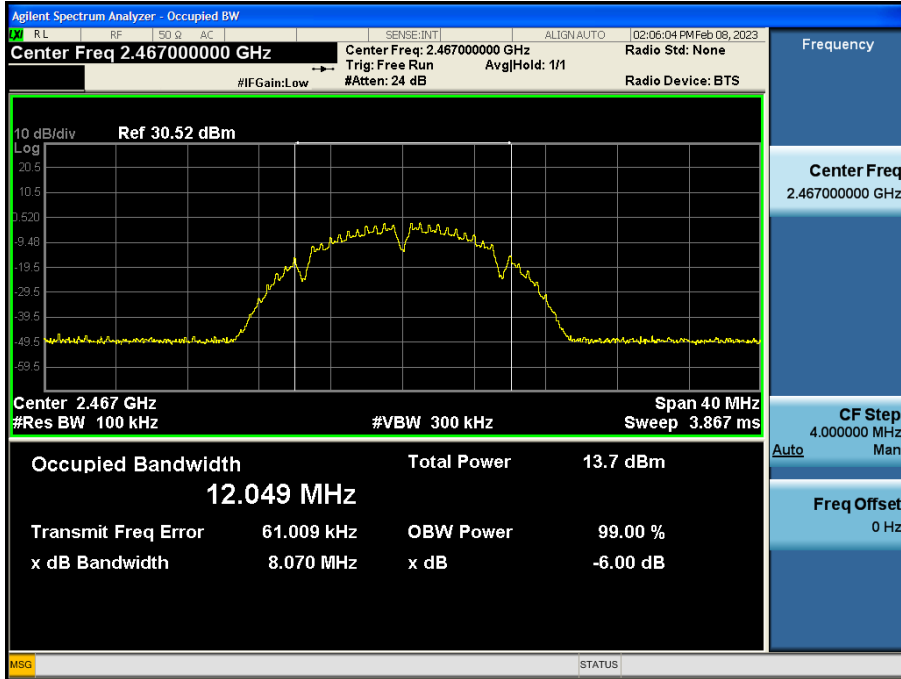 Agilent Spectrum Analyzer - Occupied BW
LXI RL RF 50 Ω AC SENSE:INT ALIGN AUTO 02:06:04 PM Feb 08, 2023
Center Freq 2.467000000 GHz
Center Freq: 2.467000000 GHz
Radio Std: None
Trig: Free Run Avg|Hold: 1/1
#IFGain:Low
#Atten: 24 dB
Radio Device: BTS
Frequency
10 dB/div Ref 30.52 dBm
Log
20.5
10.5
0.520
-9.48
-19.5
-29.5
-39.5
-49.5
-59.5
Center 2.467 GHz Span 40 MHz
#Res BW 100 kHz #VBW 300 kHz Sweep 3.867 ms
Occupied Bandwidth Total Power 13.7 dBm
12.049 MHz
Transmit Freq Error 61.009 kHz OBW Power 99.00 %
x dB Bandwidth 8.070 MHz x dB -6.00 dB
Center Freq
2.467000000 GHz
CF Step
4.000000 MHz
Auto Man
Freq Offset
0 Hz
MSG STATUS